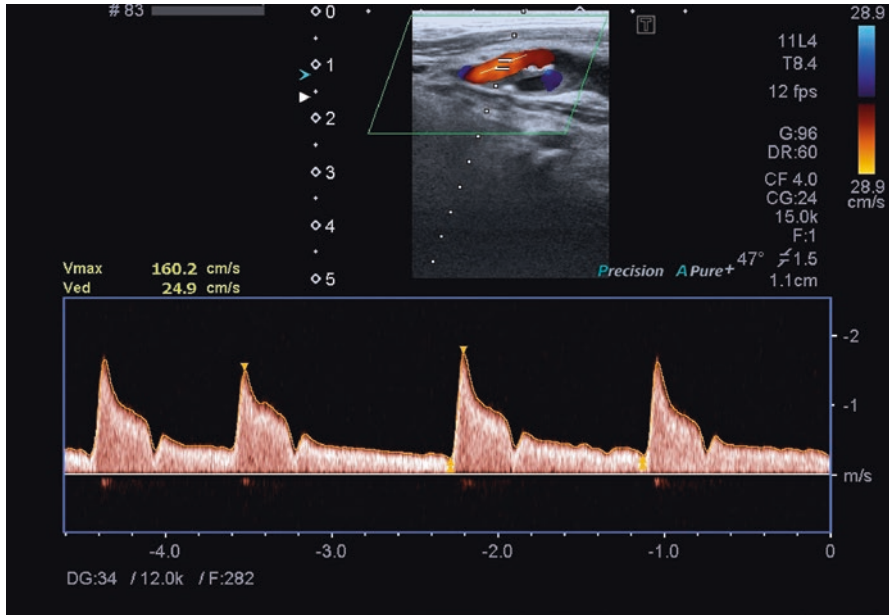 # 83
0
1
2
3
4
5
T
28.9
11L4
T8.4
12 fps
G:96
DR:60
CF 4.0
CG:24
15.0k
F:1
28.9
cm/s
47° 1.5
1.1cm
Precision A Pure+
Vmax 160.2 cm/s
Ved 24.9 cm/s
-2
-1
m/s
-4.0 -3.0 -2.0 -1.0 0
DG:34 / 12.0k / F:282